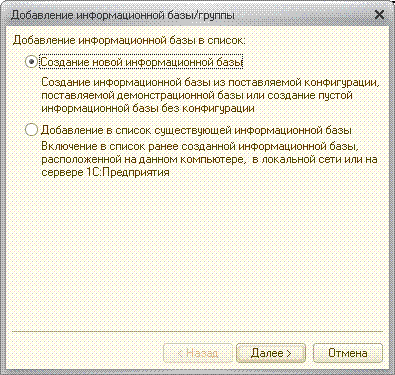 Добавление информационной базы/группы
Добавление информационной базы в список:
Создание новой информационной базы
Создание информационной базы из поставляемой конфигурации,
поставляемой демонстрационной базы или создание пустой
информационной базы без конфигурации
Добавление в список существующей информационной базы
Включение в список ранее созданной информационной базы,
расположенной на данном компьютере, в локальной сети или на
сервере 1С:Предприятия
< Назад Далее > Отмена